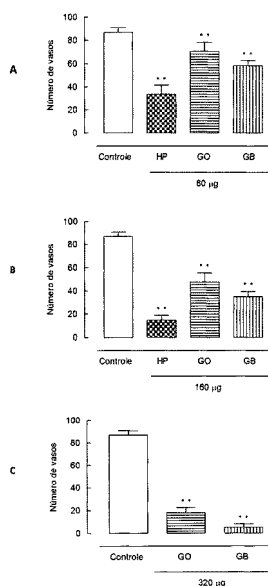 A
Número de vasos
100
80
60
40
20
0
** ** **
Controle HP GO GB
80 µg
B
Número de vasos
100
80
60
40
20
0
** ** **
Controle HP GO GB
160 µg
C
Número de vasos
100
80
60
40
20
0
** **
Controle GO GB
320 µg